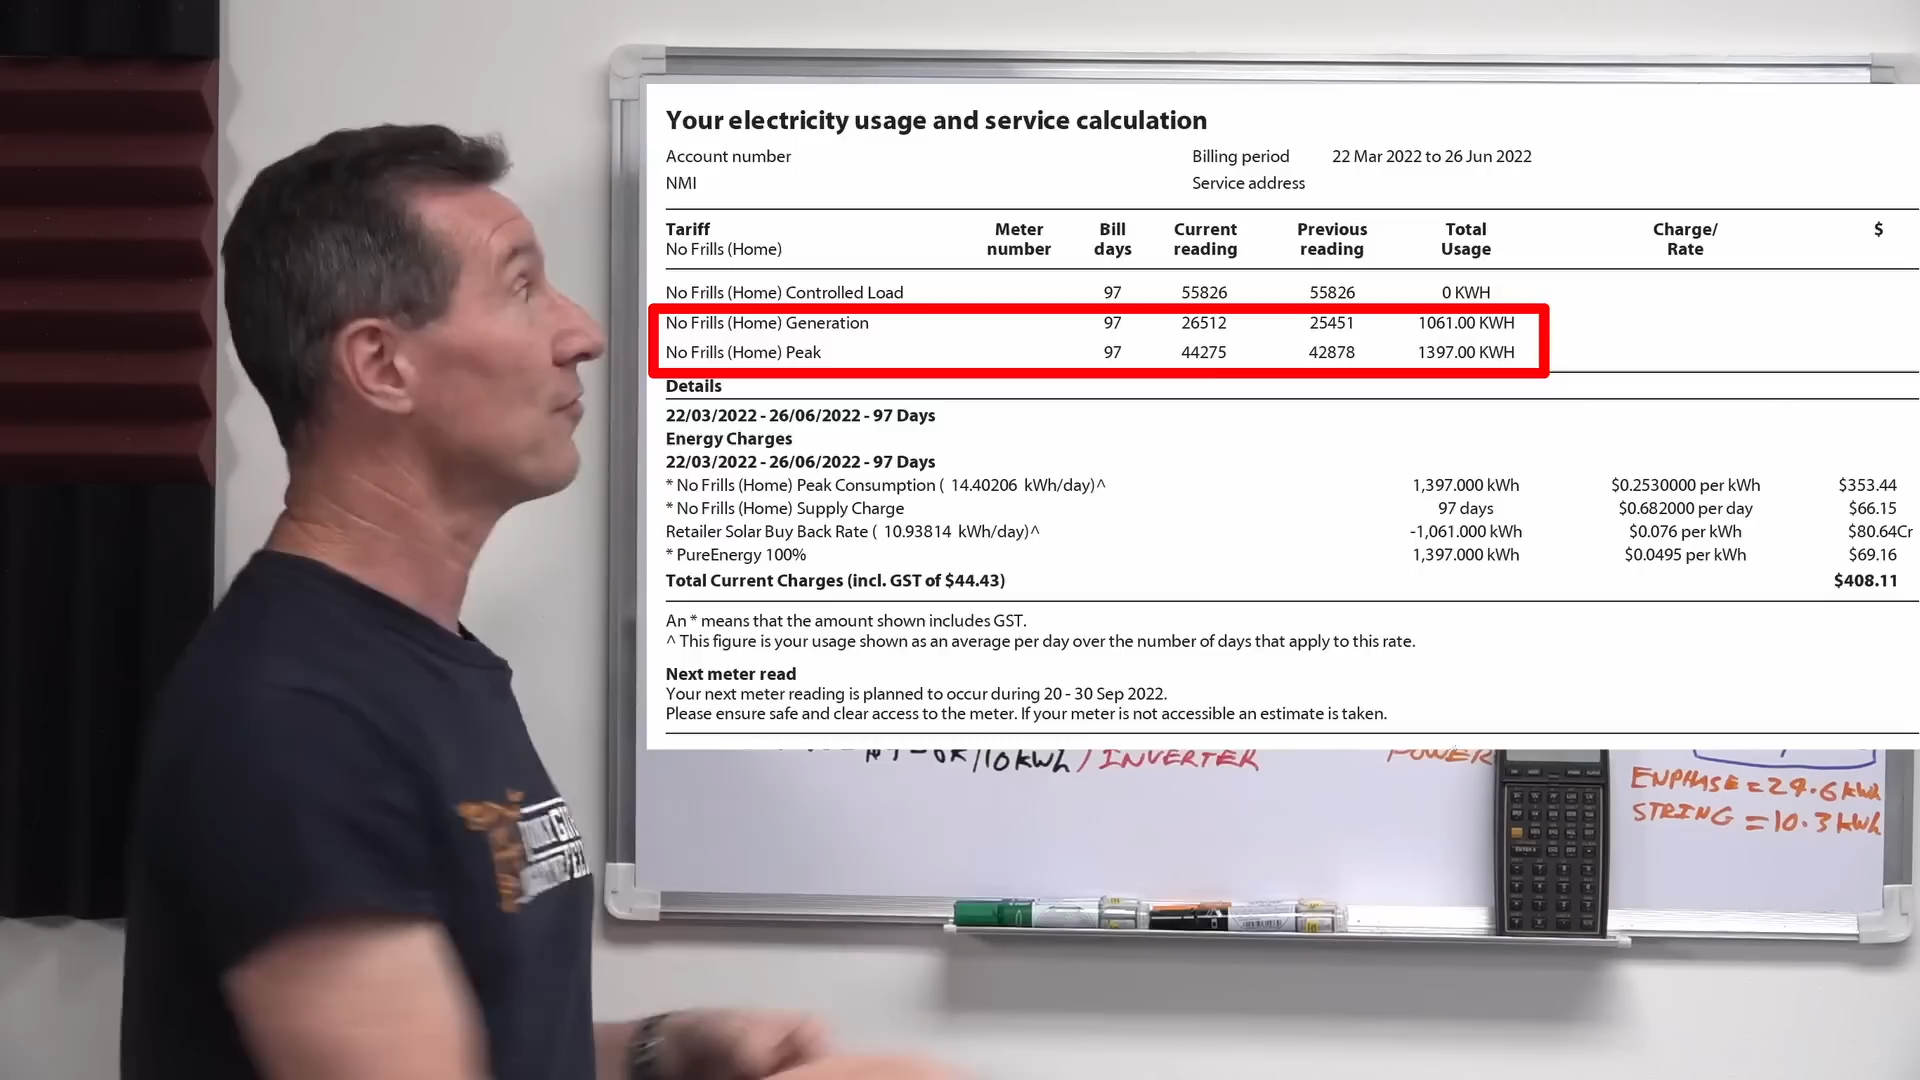 Your electricity usage and service calculation
Account number
Billing period 22 Mar 2022 to 26 Jun 2022
NMI
Service address
Tariff Meter Bill Current Previous Total Charge/ $
No Frills (Home) number days reading reading Usage Rate
No Frills (Home) Controlled Load 97 55826 55826 0 KWH
No Frills (Home) Generation 97 26512 25451 1061.00 KWH
No Frills (Home) Peak 97 44275 42878 1397.00 KWH
Details
22/03/2022 - 26/06/2022 - 97 Days
Energy Charges
22/03/2022 - 26/06/2022 - 97 Days
* No Frills (Home) Peak Consumption ( 14.40206 kWh/day)^ 1,397.000 kWh $0.2530000 per kWh $353.44
* No Frills (Home) Supply Charge 97 days $0.682000 per day $66.15
Retailer Solar Buy Back Rate ( 10.93814 kWh/day)^ -1,061.000 kWh $0.076 per kWh $80.64Cr
* PureEnergy 100% 1,397.000 kWh $0.0495 per kWh $69.16
Total Current Charges (incl. GST of $44.43) $408.11
An * means that the amount shown includes GST.
^ This figure is your usage shown as an average per day over the number of days that apply to this rate.
Next meter read
Your next meter reading is planned to occur during 20 - 30 Sep 2022.
Please ensure safe and clear access to the meter. If your meter is not accessible an estimate is taken.
/10kWh / INVERTER
POWER
ENPHASE = 29.6kWh
STRING = 10.3kWh